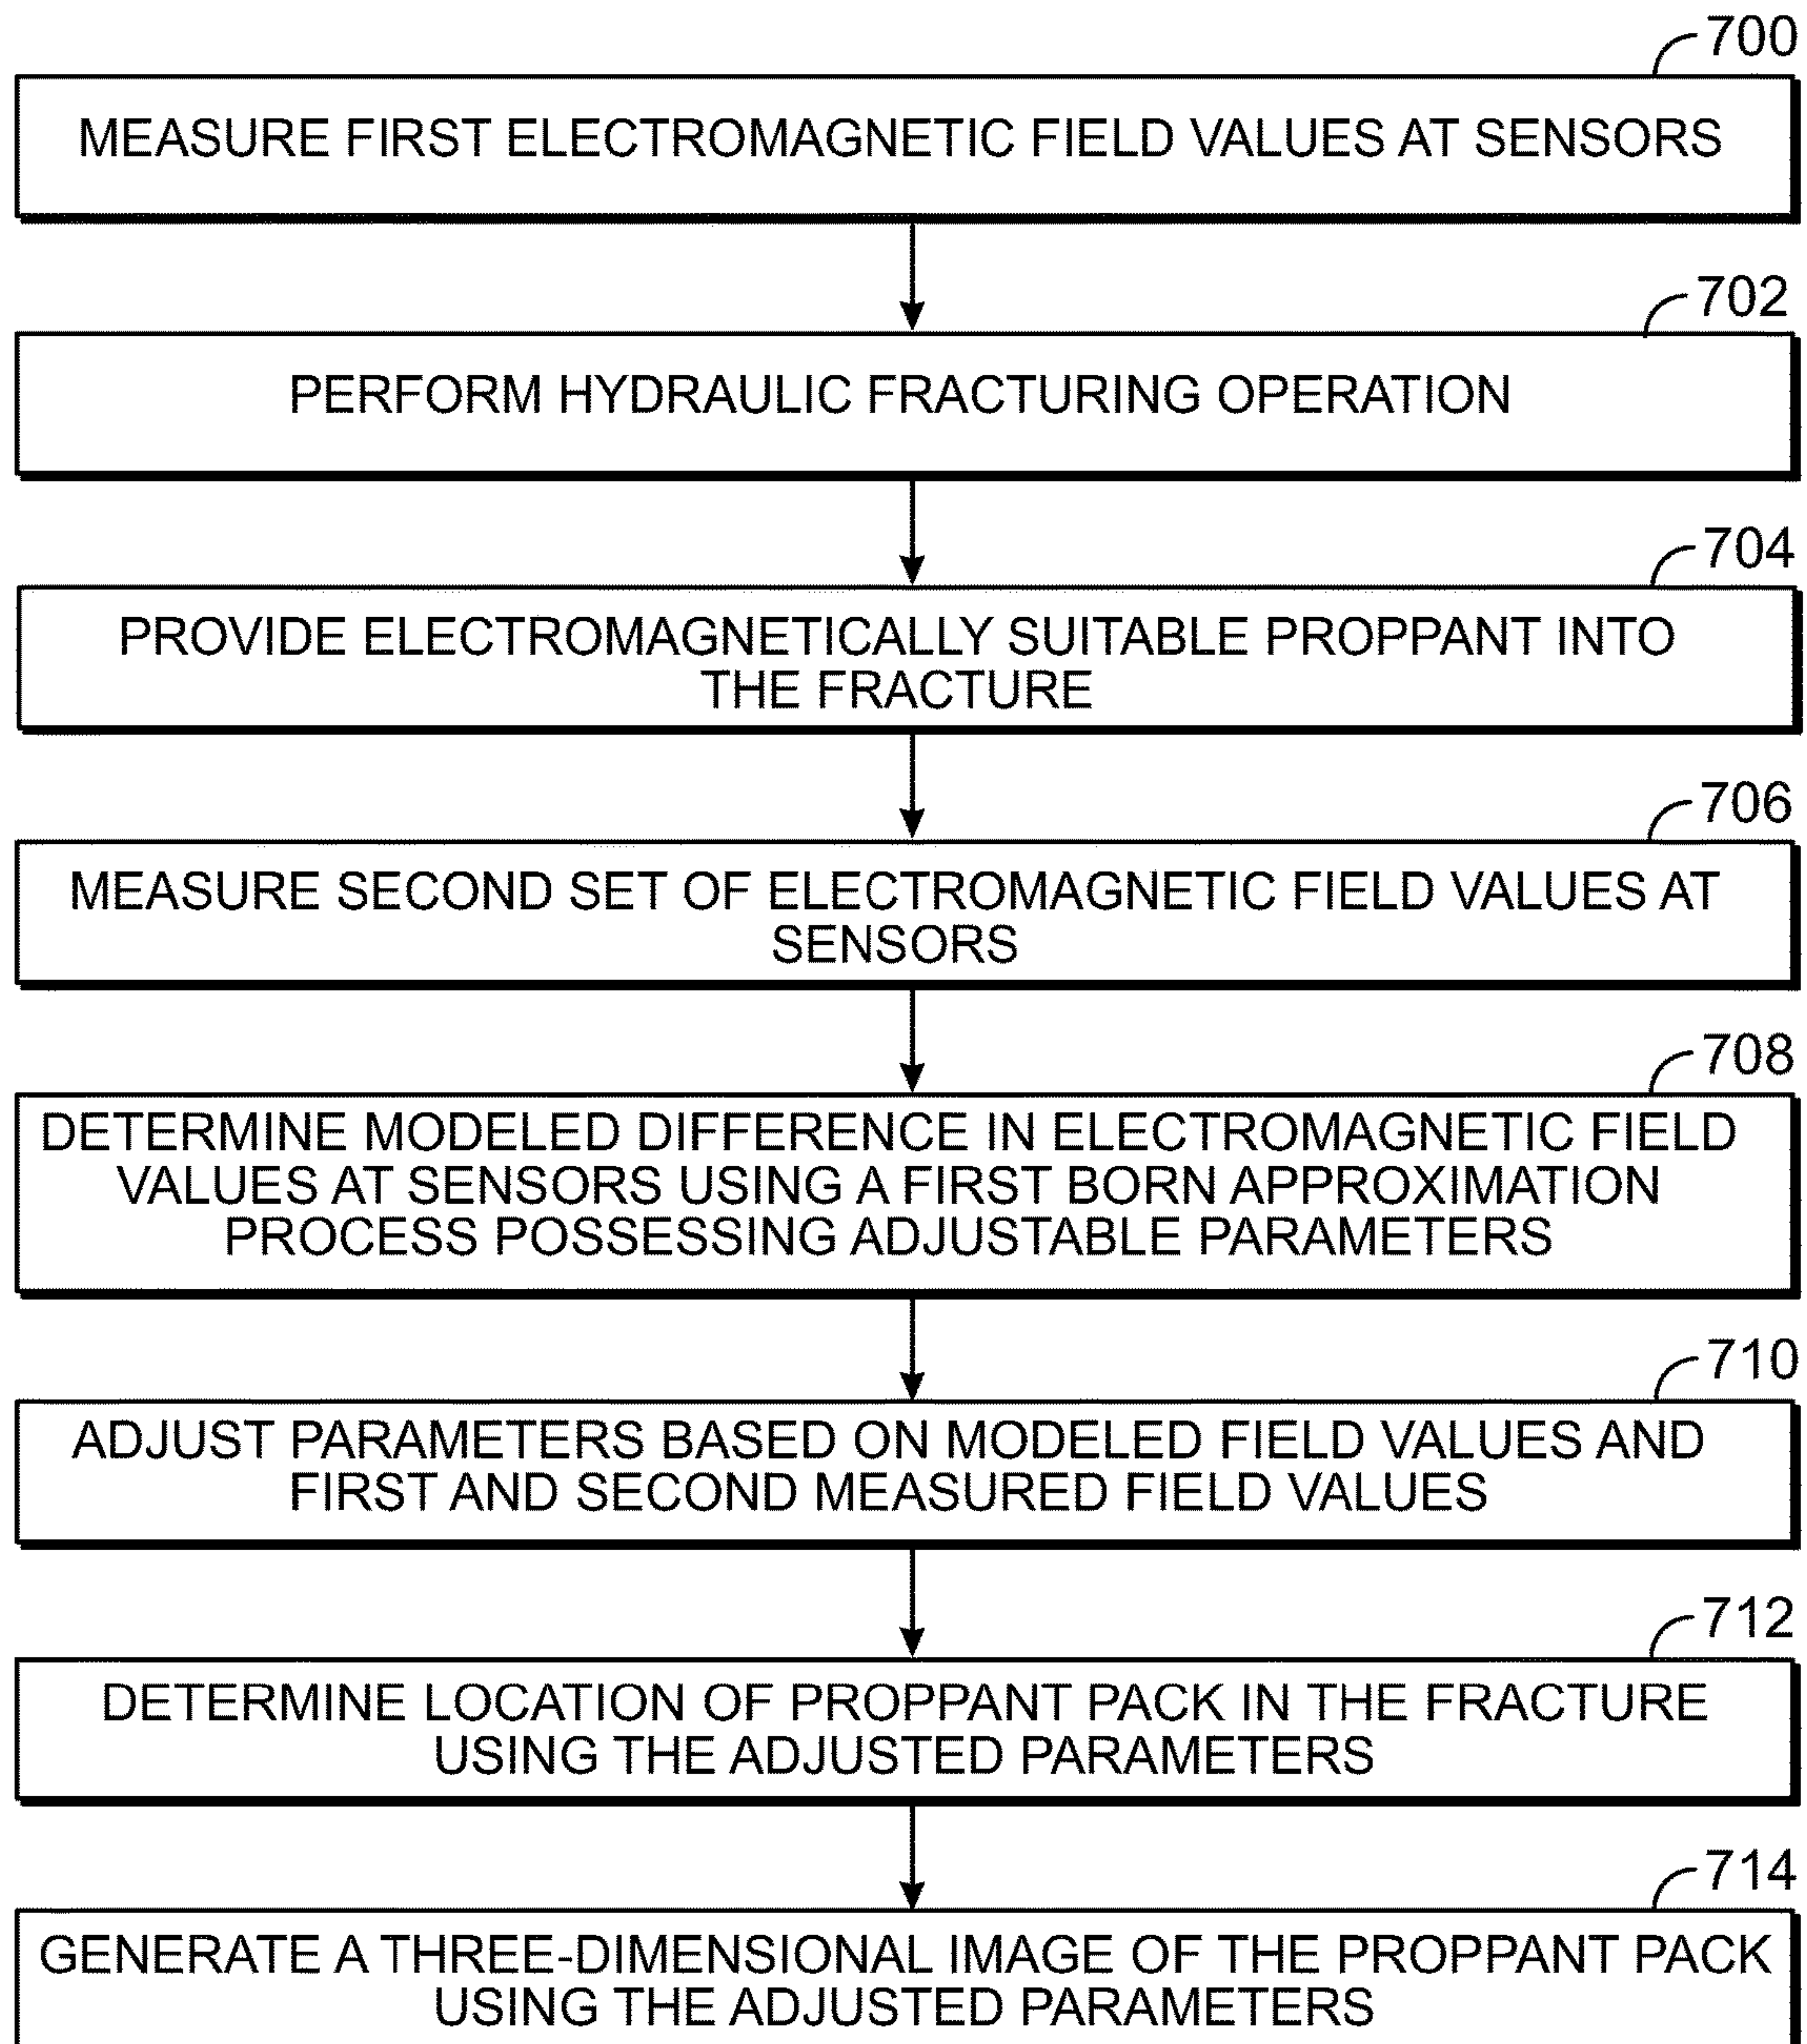 700
MEASURE FIRST ELECTROMAGNETIC FIELD VALUES AT SENSORS
702
PERFORM HYDRAULIC FRACTURING OPERATION
704
PROVIDE ELECTROMAGNETICALLY SUITABLE PROPPANT INTO
THE FRACTURE
706
MEASURE SECOND SET OF ELECTROMAGNETIC FIELD VALUES AT
SENSORS
708
DETERMINE MODELED DIFFERENCE IN ELECTROMAGNETIC FIELD
VALUES AT SENSORS USING A FIRST BORN APPROXIMATION
PROCESS POSSESSING ADJUSTABLE PARAMETERS
710
ADJUST PARAMETERS BASED ON MODELED FIELD VALUES AND
FIRST AND SECOND MEASURED FIELD VALUES
712
DETERMINE LOCATION OF PROPPANT PACK IN THE FRACTURE
USING THE ADJUSTED PARAMETERS
714
GENERATE A THREE-DIMENSIONAL IMAGE OF THE PROPPANT PACK
USING THE ADJUSTED PARAMETERS